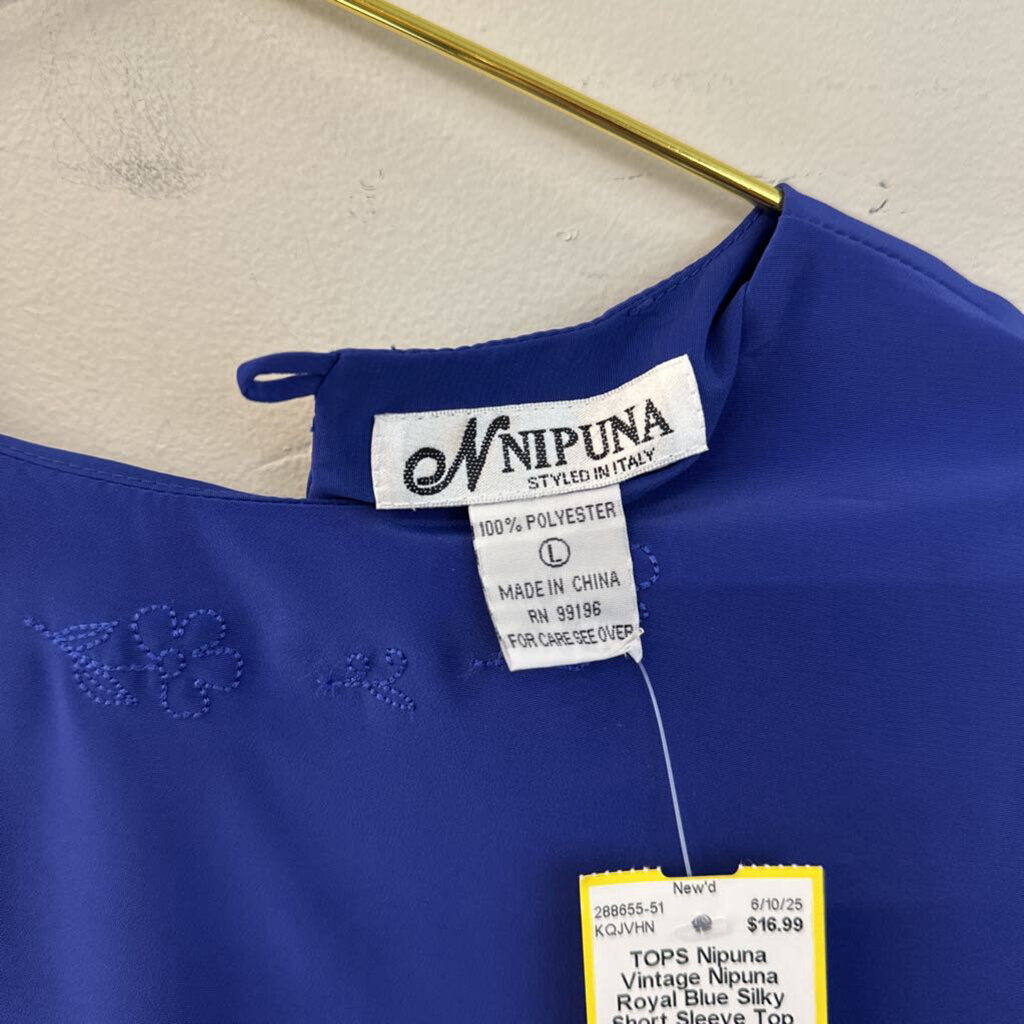 N NIPUNA
STYLED IN ITALY
100% POLYESTER
L
MADE IN CHINA
RN 99196
FOR CARE SEE OVER
New'd
288655-51 6/10/25
KQJVHN $16.99
TOPS Nipuna
Vintage Nipuna
Royal Blue Silky
Short Sleeve Top